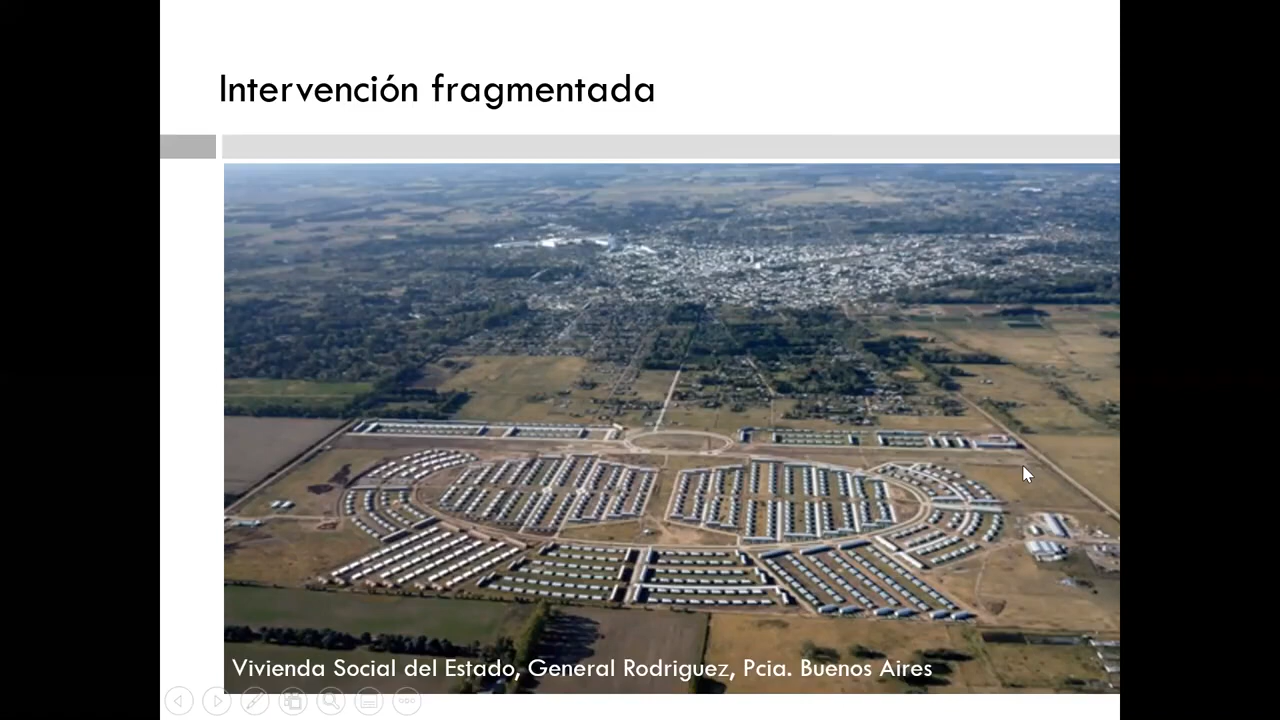 Intervención fragmentada
Vivienda Social del Estado, General Rodriguez, Pcia. Buenos Aires